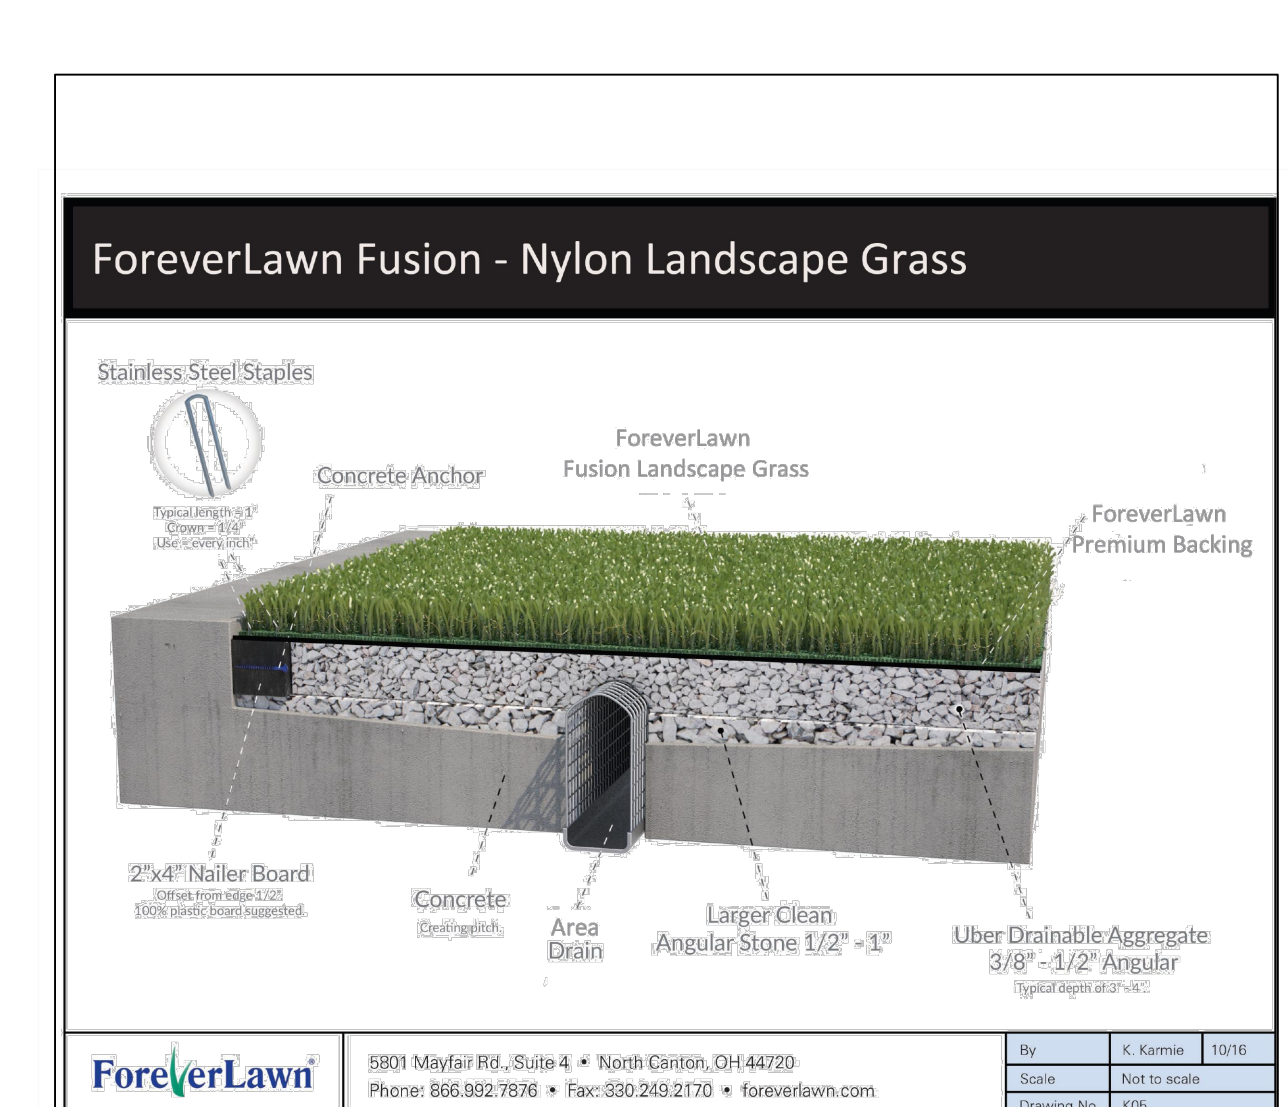 ForeverLawn Fusion - Nylon Landscape Grass
Stainless Steel Staples
Typical length = 1"
Crown = 1/4"
Use = every inch"
Concrete Anchor
ForeverLawn
Fusion Landscape Grass
ForeverLawn
Premium Backing
2”x4” Nailer Board
Offset from edge 1/2"
100% plastic board suggested.
Concrete
Creating pitch.
Area
Drain
Larger Clean
Angular Stone 1/2” - 1”
Uber Drainable Aggregate
3/8” - 1/2” Angular
Typical depth of 3" - 4".
ForeverLawn®
5801 Mayfair Rd., Suite 4 • North Canton, OH 44720
Phone: 866.992.7876 • Fax: 330.249.2170 • foreverlawn.com
By K. Karmie 10/16
Scale Not to scale
Drawing No. K05